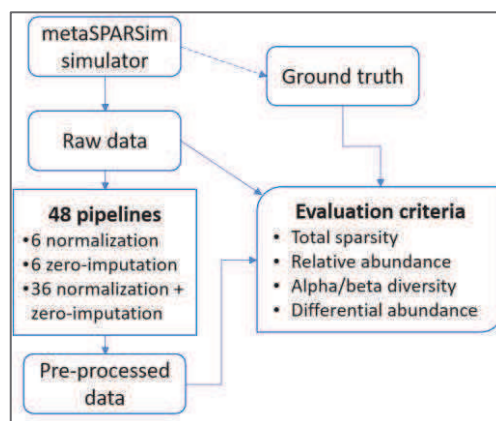 metaSPARSim
simulator
Ground truth
Raw data
48 pipelines
•6 normalization
•6 zero-imputation
•36 normalization +
zero-imputation
Evaluation criteria
• Total sparsity
• Relative abundance
• Alpha/beta diversity
• Differential abundance
Pre-processed
data